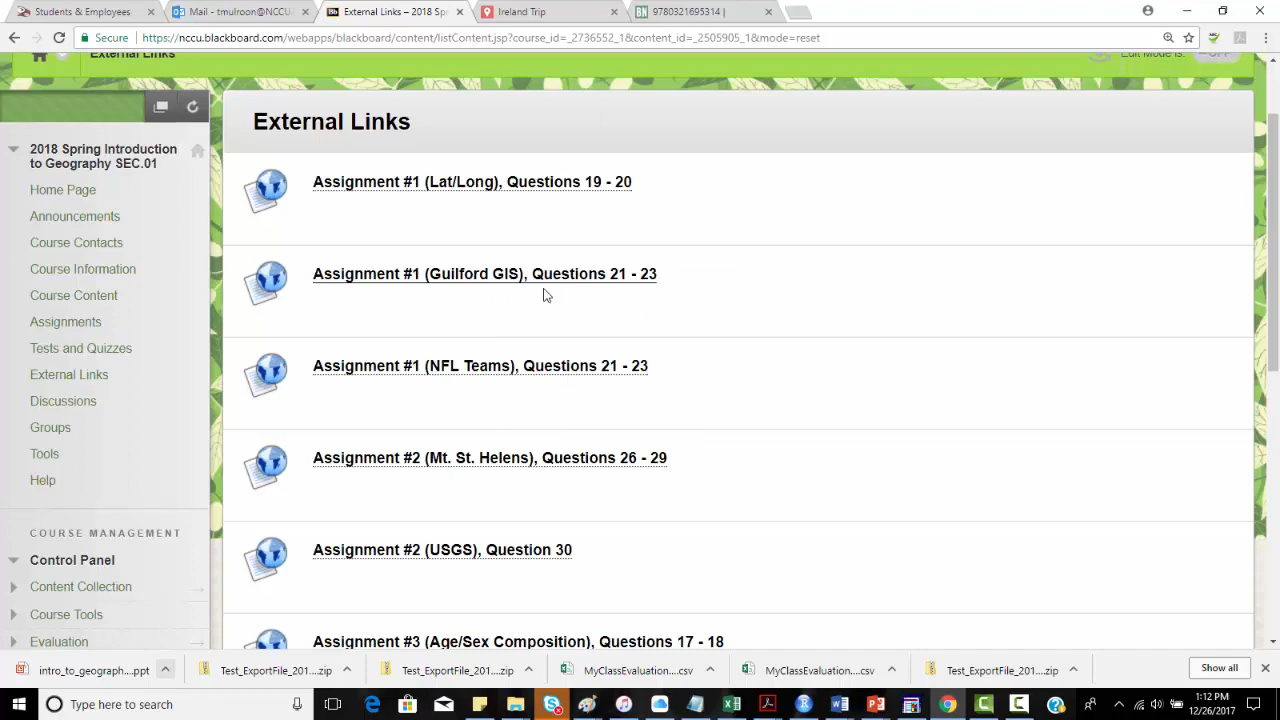 Students & Employees
Mail - tmulroon@NCCU
External Links – 2018 Sp
Ireland Trip
9780321695314 |
Secure
https://nccu.blackboard.com/webapps/blackboard/content/listContent.jsp?course_id=_2736552_1&content_id=_2505905_1&mode=reset
External Links
Edit Mode is:
OFF
External Links
2018 Spring Introduction
to Geography SEC.01
Home Page
Announcements
Course Contacts
Course Information
Course Content
Assignments
Tests and Quizzes
External Links
Discussions
Groups
Tools
Help
COURSE MANAGEMENT
Control Panel
Content Collection
Course Tools
Evaluation
Assignment #1 (Lat/Long), Questions 19 - 20
Assignment #1 (Guilford GIS), Questions 21 - 23
Assignment #1 (NFL Teams), Questions 21 - 23
Assignment #2 (Mt. St. Helens), Questions 26 - 29
Assignment #2 (USGS), Question 30
Assignment #3 (Age/Sex Composition), Questions 17 - 18
intro_to_geograph....ppt
Test_ExportFile_201....zip
Test_ExportFile_201....zip
MyClassEvaluation....csv
MyClassEvaluation....csv
Test_ExportFile_201....zip
Show all
Type here to search
1:12 PM
12/26/2017